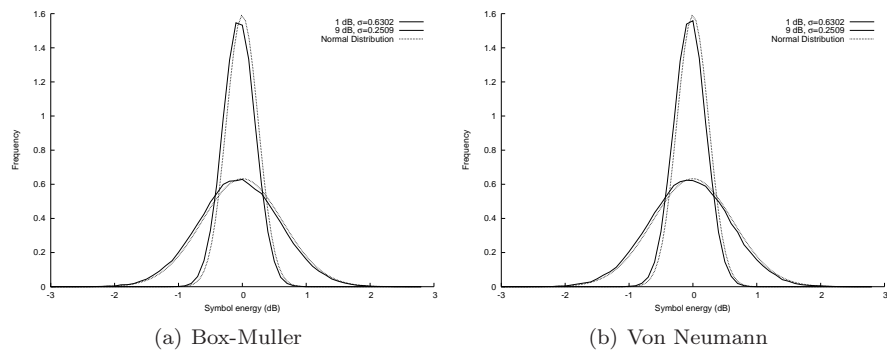 1.6
1.4
1.2
1
0.8
0.6
0.4
0.2
0
Frequency
1 dB, σ=0.6302
9 dB, σ=0.2509
Normal Distribution
-3 -2 -1 0 1 2 3
Symbol energy (dB)
(a) Box-Muller
1.6
1.4
1.2
1
0.8
0.6
0.4
0.2
0
Frequency
1 dB, σ=0.6302
9 dB, σ=0.2509
Normal Distribution
-3 -2 -1 0 1 2 3
Symbol energy (dB)
(b) Von Neumann